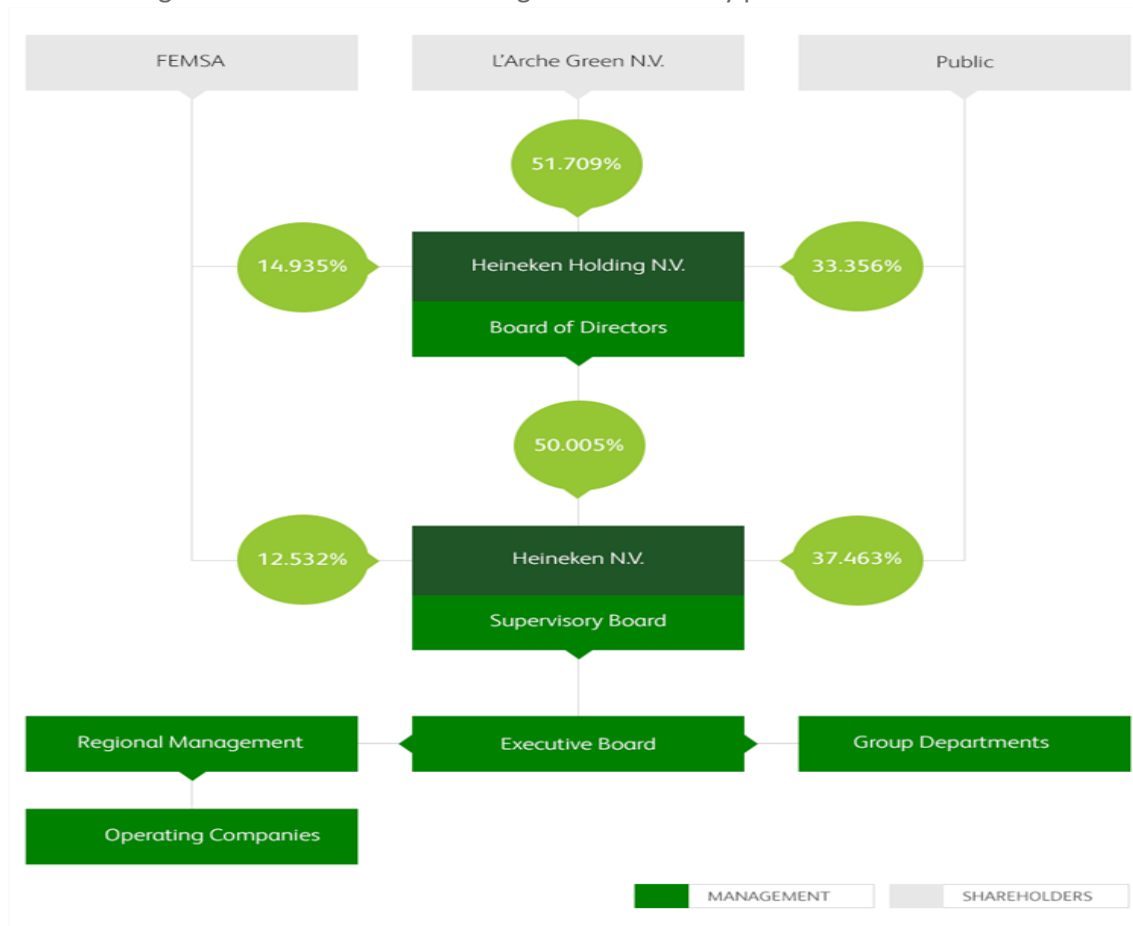 FEMSA
L'Arche Green N.V.
Public
51.709%
14.935%
Heineken Holding N.V.
33.356%
Board of Directors
50.005%
12.532%
Heineken N.V.
37.463%
Supervisory Board
Regional Management
Executive Board
Group Departments
Operating Companies
MANAGEMENT
SHAREHOLDERS